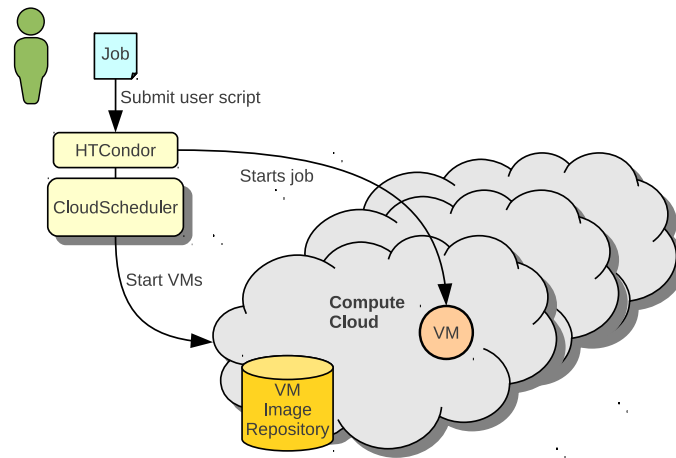 Job
Submit user script
HTCondor
Starts job
CloudScheduler
Start VMs
Compute
Cloud
VM
VM
Image
Repository